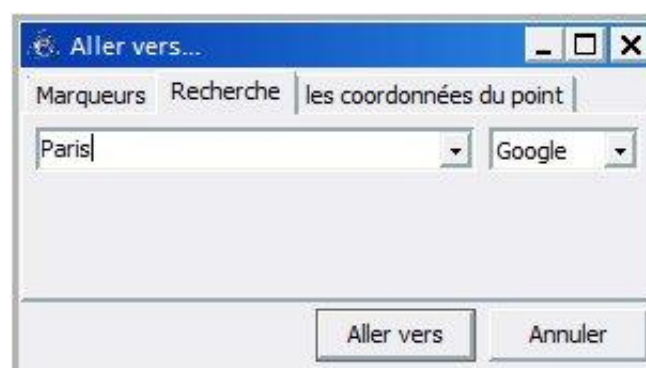 Aller vers...
Marqueurs Recherche les coordonnées du point
Paris Google
Aller vers Annuler